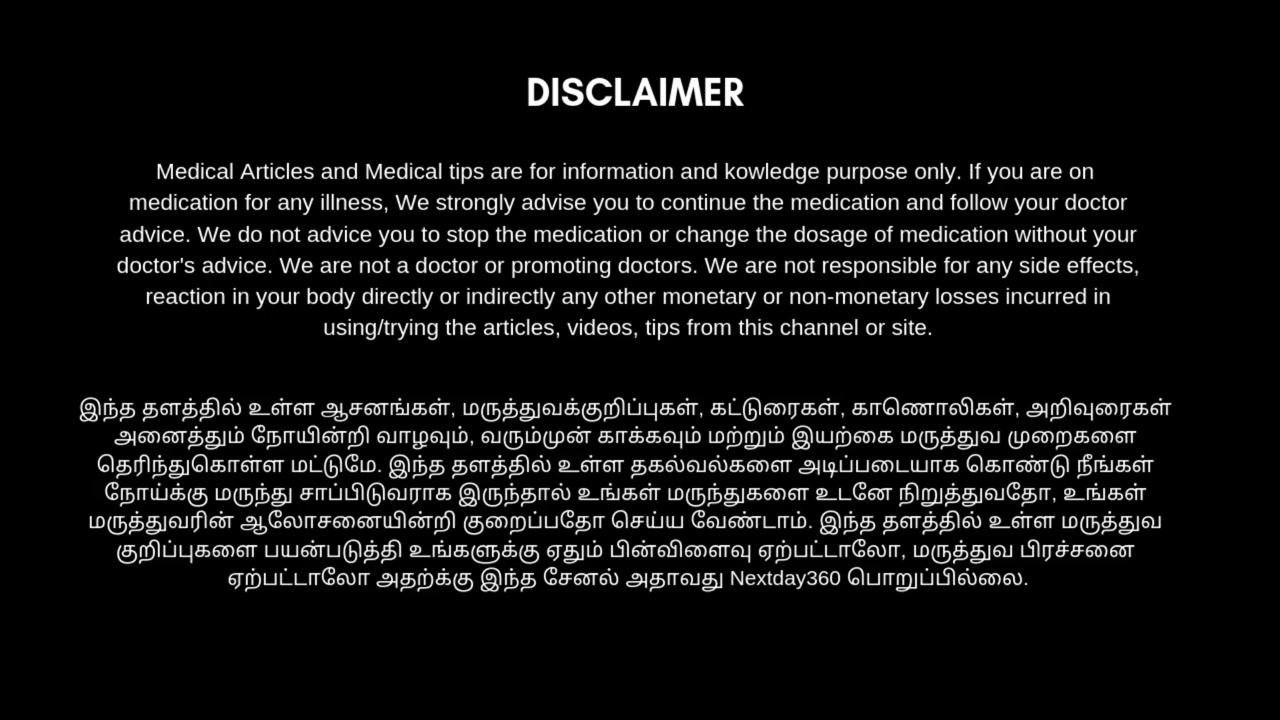 DISCLAIMER
Medical Articles and Medical tips are for information and kowledge purpose only. If you are on
medication for any illness, We strongly advise you to continue the medication and follow your doctor
advice. We do not advice you to stop the medication or change the dosage of medication without your
doctor's advice. We are not a doctor or promoting doctors. We are not responsible for any side effects,
reaction in your body directly or indirectly any other monetary or non-monetary losses incurred in
using/trying the articles, videos, tips from this channel or site.
இந்த தளத்தில் உள்ள ஆசனங்கள், மருத்துவக்குறிப்புகள், கட்டுரைகள், காணொலிகள், அறிவுரைகள்
அனைத்தும் நோயின்றி வாழவும், வரும்முன் காக்கவும் மற்றும் இயற்கை மருத்துவ முறைகளை
தெரிந்துகொள்ள மட்டுமே. இந்த தளத்தில் உள்ள தகல்வல்களை அடிப்படையாக கொண்டு நீங்கள்
நோய்க்கு மருந்து சாப்பிடுவராக இருந்தால் உங்கள் மருந்துகளை உடனே நிறுத்துவதோ, உங்கள்
மருத்துவரின் ஆலோசனையின்றி குறைப்பதோ செய்ய வேண்டாம். இந்த தளத்தில் உள்ள மருத்துவ
குறிப்புகளை பயன்படுத்தி உங்களுக்கு ஏதும் பின்விளைவு ஏற்பட்டாலோ, மருத்துவ பிரச்சனை
ஏற்பட்டாலோ அதற்க்கு இந்த சேனல் அதாவது Nextday360 பொறுப்பில்லை.